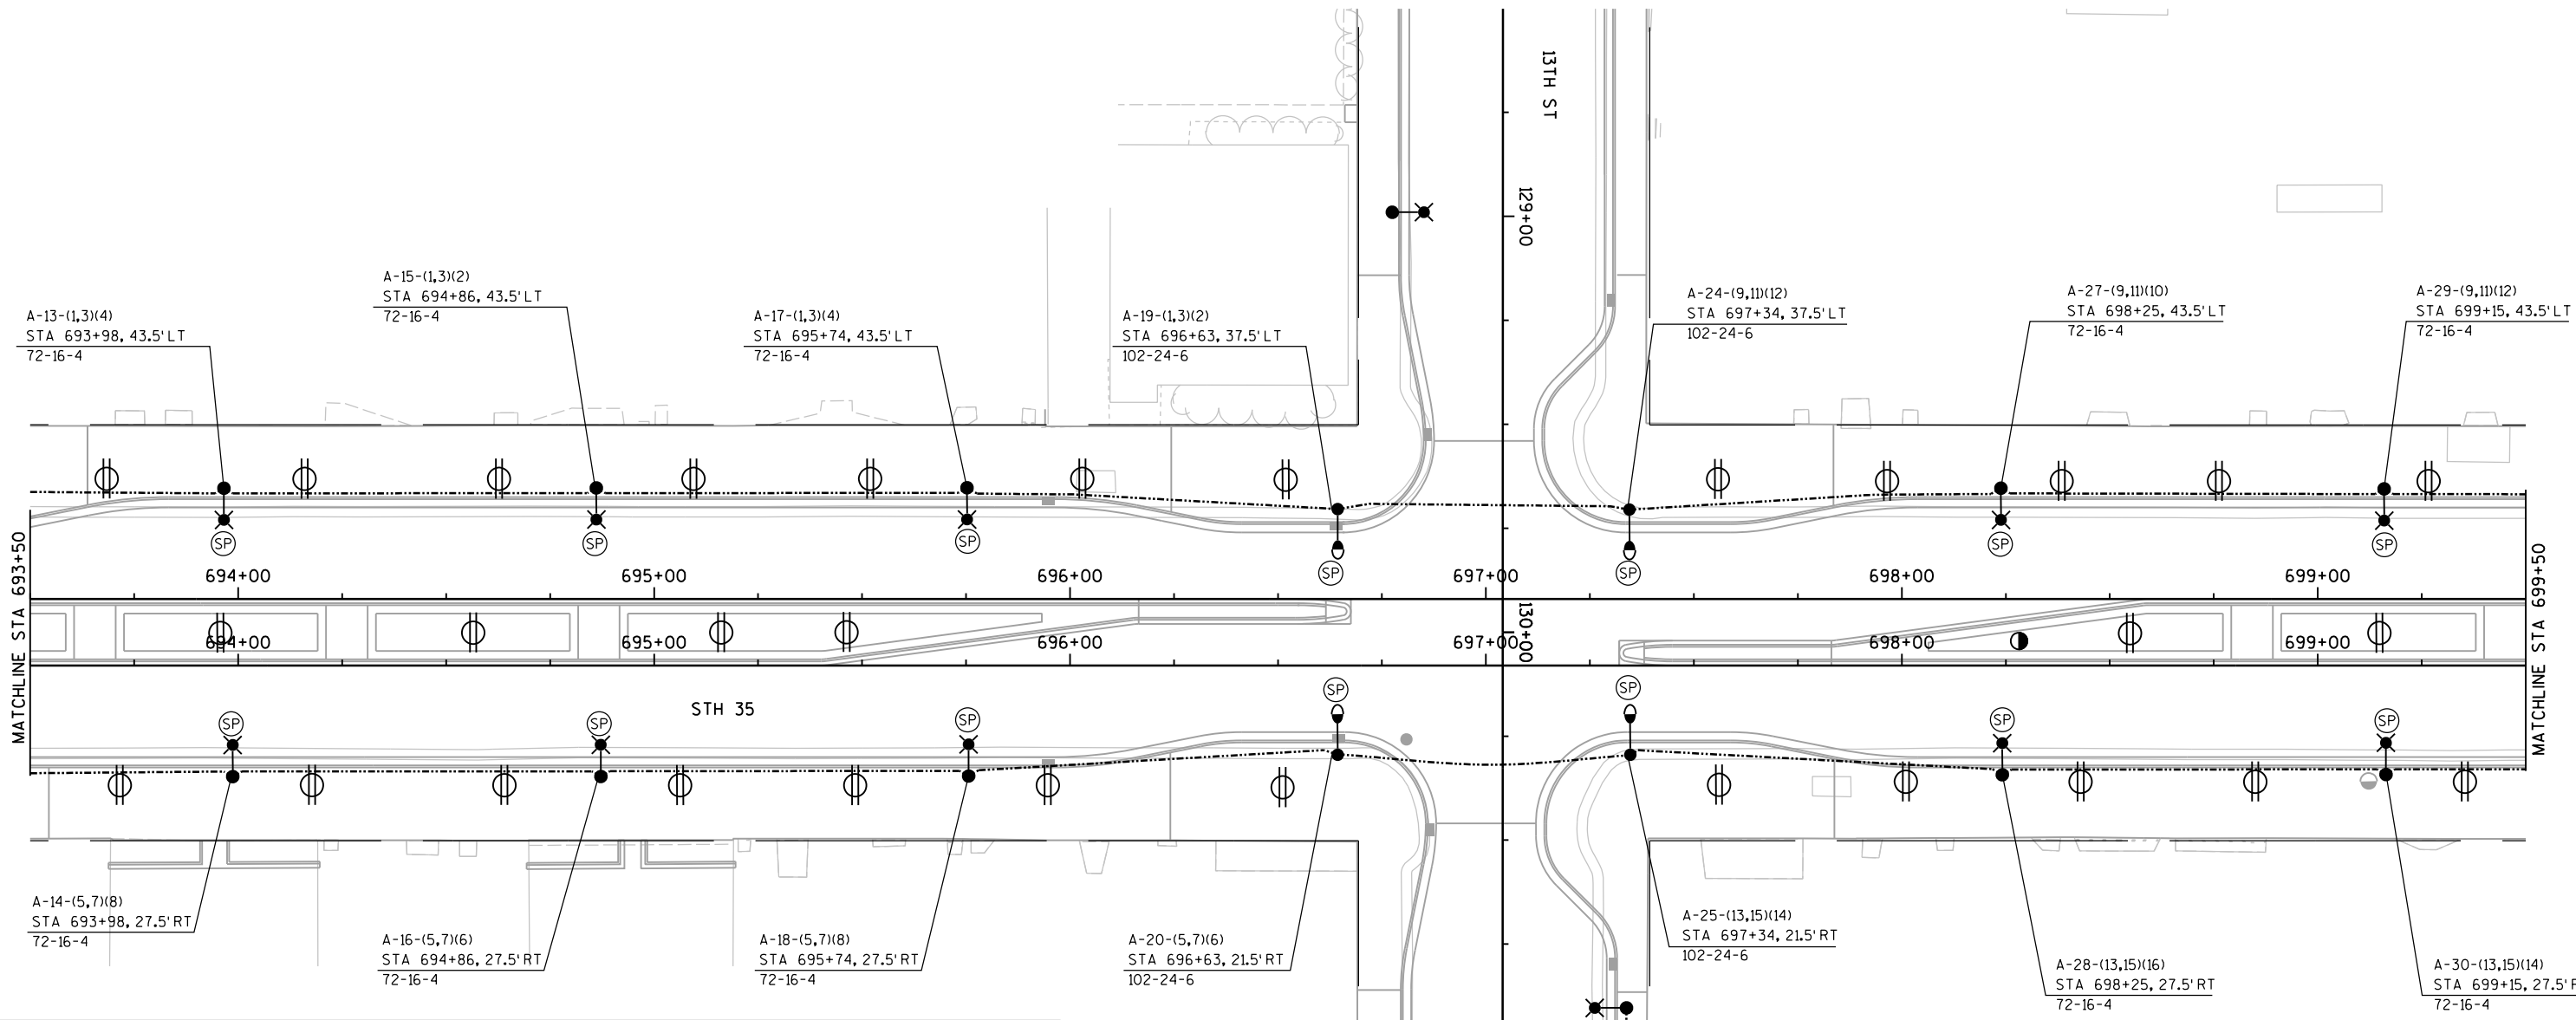 13TH ST
129+00
A-15-(1,3)(2)
STA 694+86, 43.5'LT
72-16-4
A-13-(1,3)(4)
STA 693+98, 43.5'LT
72-16-4
A-17-(1,3)(4)
STA 695+74, 43.5'LT
72-16-4
A-19-(1,3)(2)
STA 696+63, 37.5'LT
102-24-6
A-24-(9,11)(12)
STA 697+34, 37.5'LT
102-24-6
A-27-(9,11)(10)
STA 698+25, 43.5'LT
72-16-4
A-29-(9,11)(12)
STA 699+15, 43.5'LT
72-16-4
SP
SP
SP
SP
SP
SP
SP
694+00
695+00
696+00
697+00
698+00
699+00
MATCHLINE STA 693+50
MATCHLINE STA 699+50
130+00
694+00
695+00
696+00
697+00
698+00
699+00
STH 35
SP
SP
SP
SP
SP
SP
SP
A-14-(5,7)(8)
STA 693+98, 27.5'RT
72-16-4
A-16-(5,7)(6)
STA 694+86, 27.5'RT
72-16-4
A-18-(5,7)(8)
STA 695+74, 27.5'RT
72-16-4
A-20-(5,7)(6)
STA 696+63, 21.5'RT
102-24-6
A-25-(13,15)(14)
STA 697+34, 21.5'RT
102-24-6
A-28-(13,15)(16)
STA 698+25, 27.5'RT
72-16-4
A-30-(13,15)(14)
STA 699+15, 27.5'R
72-16-4